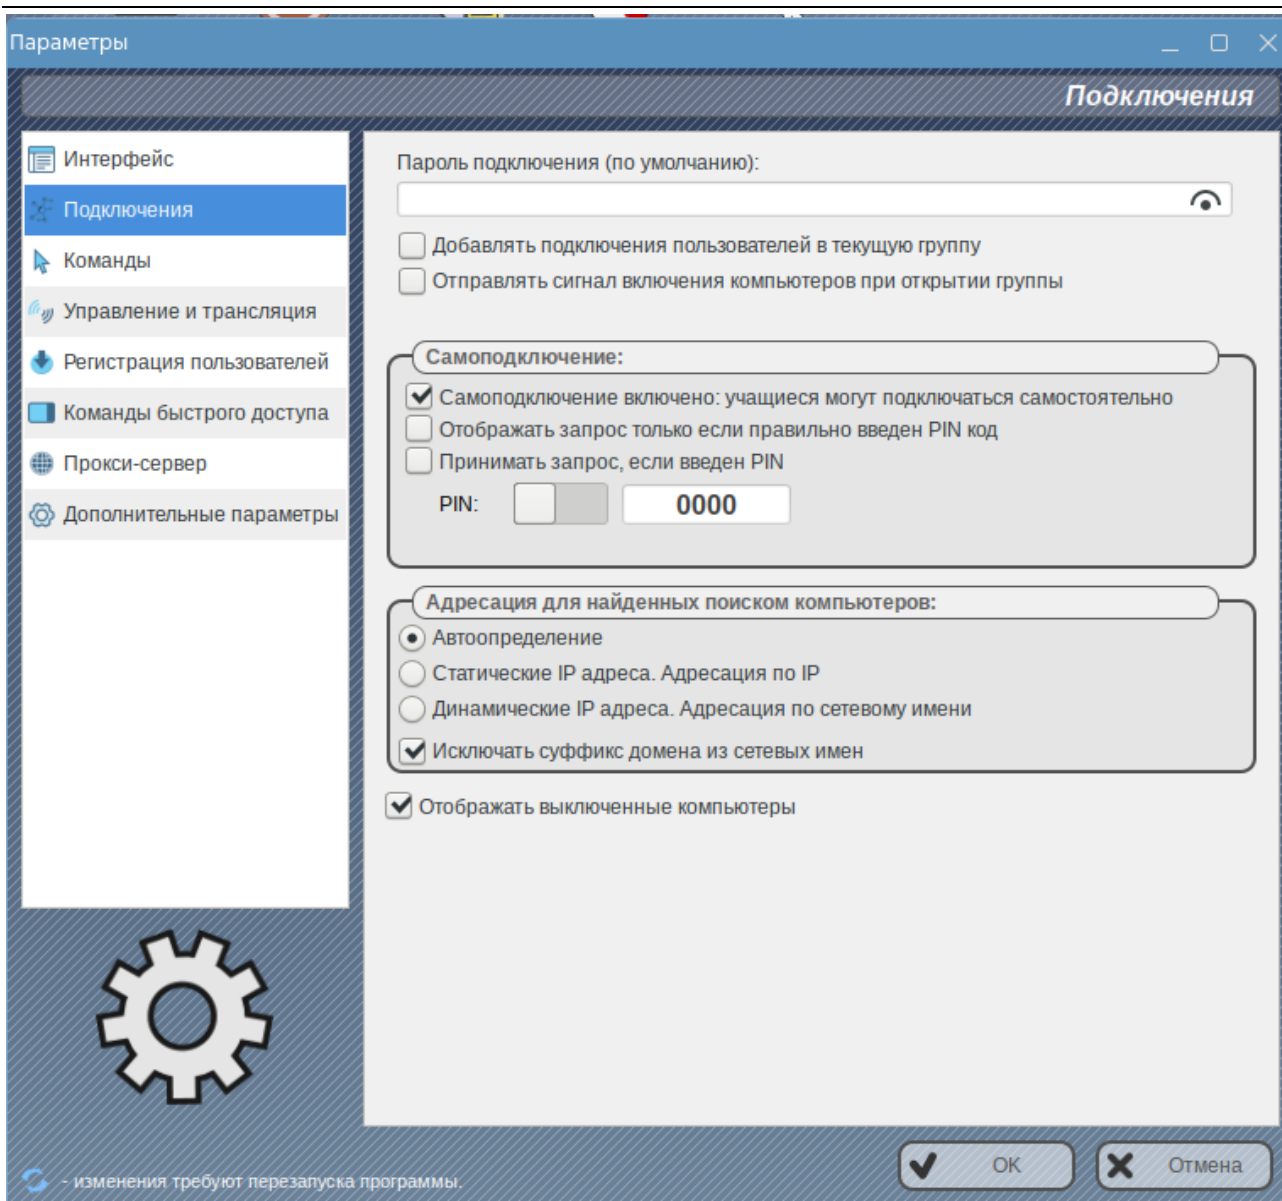 Параметры
Подключения
Интерфейс
Подключения
Команды
Управление и трансляция
Регистрация пользователей
Команды быстрого доступа
Прокси-сервер
Дополнительные параметры
Пароль подключения (по умолчанию):
Добавлять подключения пользователей в текущую группу
Отправлять сигнал включения компьютеров при открытии группы
Самоподключение:
Самоподключение включено: учащиеся могут подключаться самостоятельно
Отображать запрос только если правильно введен PIN код
Принимать запрос, если введен PIN
PIN: 0000
Адресация для найденных поиском компьютеров:
Автоопределение
Статические IP адреса. Адресация по IP
Динамические IP адреса. Адресация по сетевому имени
Исключать суффикс домена из сетевых имен
Отображать выключенные компьютеры
- изменения требуют перезапуска программы.
OK
Отмена